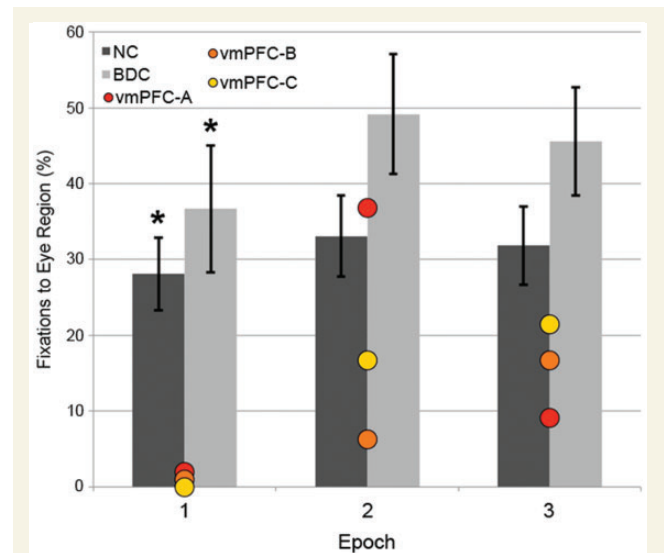 60
50
40
30
20
10
0
Fixations to Eye Region (%)
NC
BDC
vmPFC-A
vmPFC-B
vmPFC-C
*
*
1
2
3
Epoch